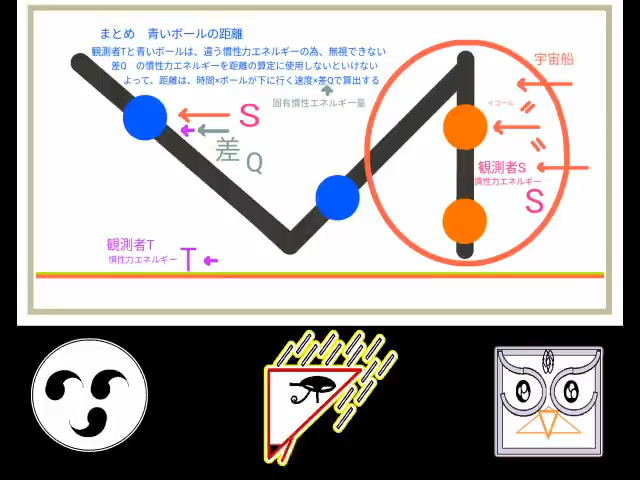 まとめ 青いボールの距離
観測者Tと青いボールは、違う慣性力エネルギーの為、無視できない
差Q の慣性力エネルギーを距離の算定に使用しないといけない
よって、距離は、時間×ボールが下に行く速度×差Qで算出する
固有慣性エネルギー量
宇宙船
S
イコール
差 Q
観測者S
慣性力エネルギー
S
観測者T
慣性力エネルギー T